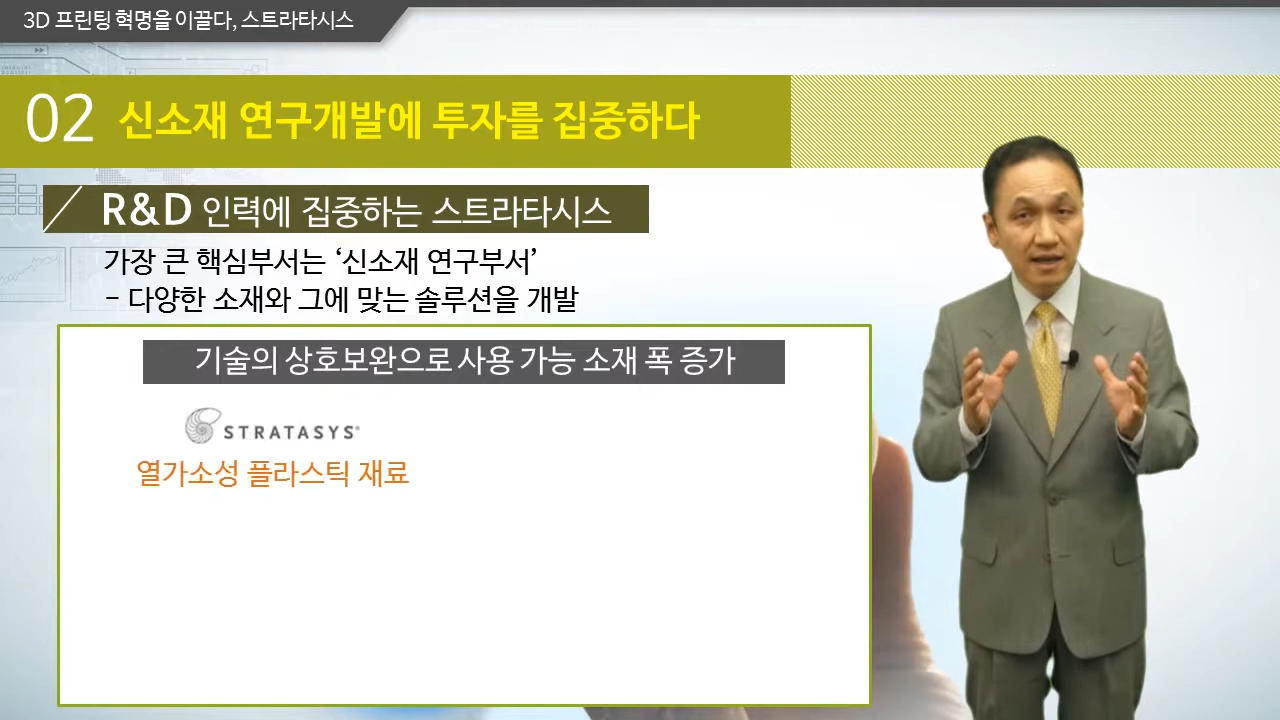 3D 프린팅 혁명을 이끌다, 스트라타시스
02 신소재 연구개발에 투자를 집중하다
R&D 인력에 집중하는 스트라타시스
가장 큰 핵심부서는 ‘신소재 연구부서’
- 다양한 소재와 그에 맞는 솔루션을 개발
기술의 상호보완으로 사용 가능 소재 폭 증가
STRATASYS®
열가소성 플라스틱 재료